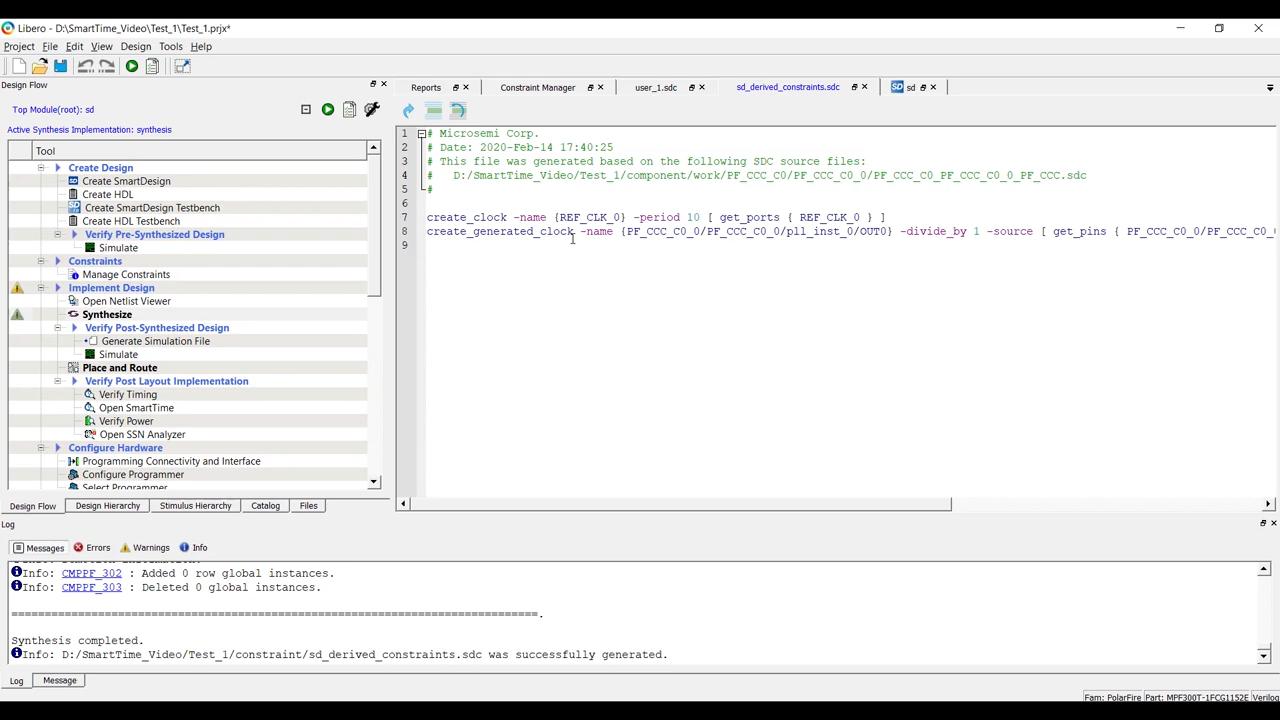 Libero - D:\SmartTime_Video\Test_1\Test_1.prjx*
Project File Edit View Design Tools Help
Design Flow
Reports
Constraint Manager
user_1.sdc
sd_derived_constraints.sdc
sd
Top Module(root): sd
Active Synthesis Implementation: synthesis
Tool
Create Design
Create SmartDesign
Create HDL
Create SmartDesign Testbench
Create HDL Testbench
Verify Pre-Synthesized Design
Simulate
Constraints
Manage Constraints
Implement Design
Open Netlist Viewer
Synthesize
Verify Post-Synthesized Design
Generate Simulation File
Simulate
Place and Route
Verify Post Layout Implementation
Verify Timing
Open SmartTime
Verify Power
Open SSN Analyzer
Configure Hardware
Programming Connectivity and Interface
Configure Programmer
Select Programmer
1 # Microsemi Corp.
2 # Date: 2020-Feb-14 17:40:25
3 # This file was generated based on the following SDC source files:
4 # D:/SmartTime_Video/Test_1/component/work/PF_CCC_C0/PF_CCC_C0_0/PF_CCC_C0_PF_CCC_C0_0_PF_CCC.sdc
5 #
6
7 create_clock -name {REF_CLK_0} -period 10 [ get_ports { REF_CLK_0 } ]
8 create_generated_clock -name {PF_CCC_C0_0/PF_CCC_C0_0/pll_inst_0/OUT0} -divide_by 1 -source [ get_pins { PF_CCC_C0_0/PF_CCC_C0_
9
Design Flow Design Hierarchy Stimulus Hierarchy Catalog Files
Log
Messages Errors Warnings Info
Info: CMPPF_302 : Added 0 row global instances.
Info: CMPPF_303 : Deleted 0 global instances.
================================================================================.
Synthesis completed.
Info: D:/SmartTime_Video/Test_1/constraint/sd_derived_constraints.sdc was successfully generated.
Log Message
Fam: PolarFire Part: MPF300T-1FCG1152E Verilog